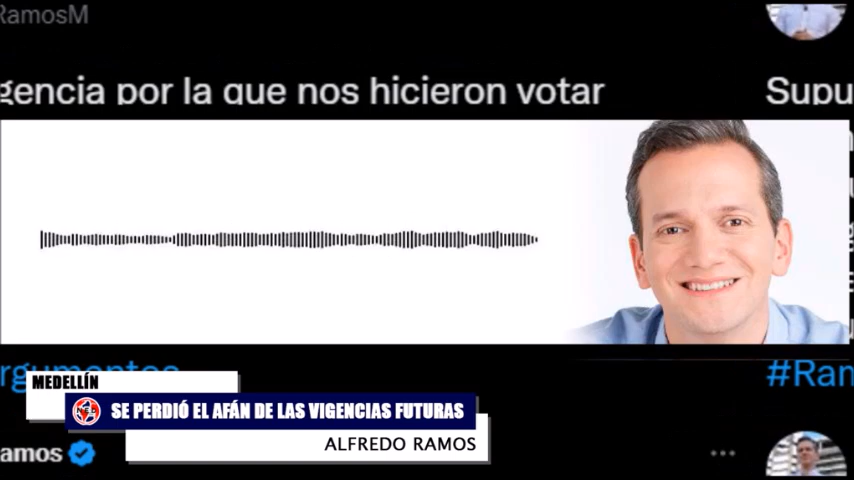 RamosM
gencia por la que nos hicieron votar
Supu
rgumentos
#Ram
MEDELLÍN
SE PERDIÓ EL AFÁN DE LAS VIGENCIAS FUTURAS
ALFREDO RAMOS
amos